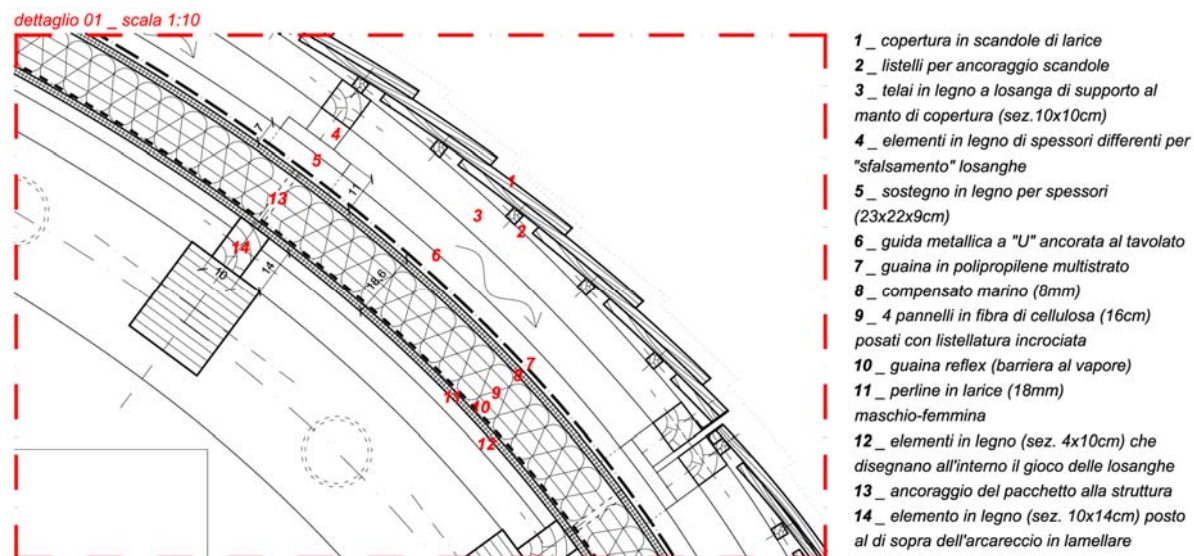 dettaglio 01 _ scala 1:10
1 _ copertura in scandole di larice
2 _ listelli per ancoraggio scandole
3 _ telai in legno a losanga di supporto al
manto di copertura (sez.10x10cm)
4 _ elementi in legno di spessori differenti per
"sfalsamento" losanghe
5 _ sostegno in legno per spessori
(23x22x9cm)
6 _ guida metallica a "U" ancorata al tavolato
7 _ guaina in polipropilene multistrato
8 _ compensato marino (8mm)
9 _ 4 pannelli in fibra di cellulosa (16cm)
posati con listellatura incrociata
10 _ guaina reflex (barriera al vapore)
11 _ perline in larice (18mm)
maschio-femmina
12 _ elementi in legno (sez. 4x10cm) che
disegnano all'interno il gioco delle losanghe
13 _ ancoraggio del pacchetto alla struttura
14 _ elemento in legno (sez. 10x14cm) posto
al di sopra dell'arcareccio in lamellare
7
4
5
11
1
3
2
13
6
14
10
14
18,6
7
8
9
11
10
12